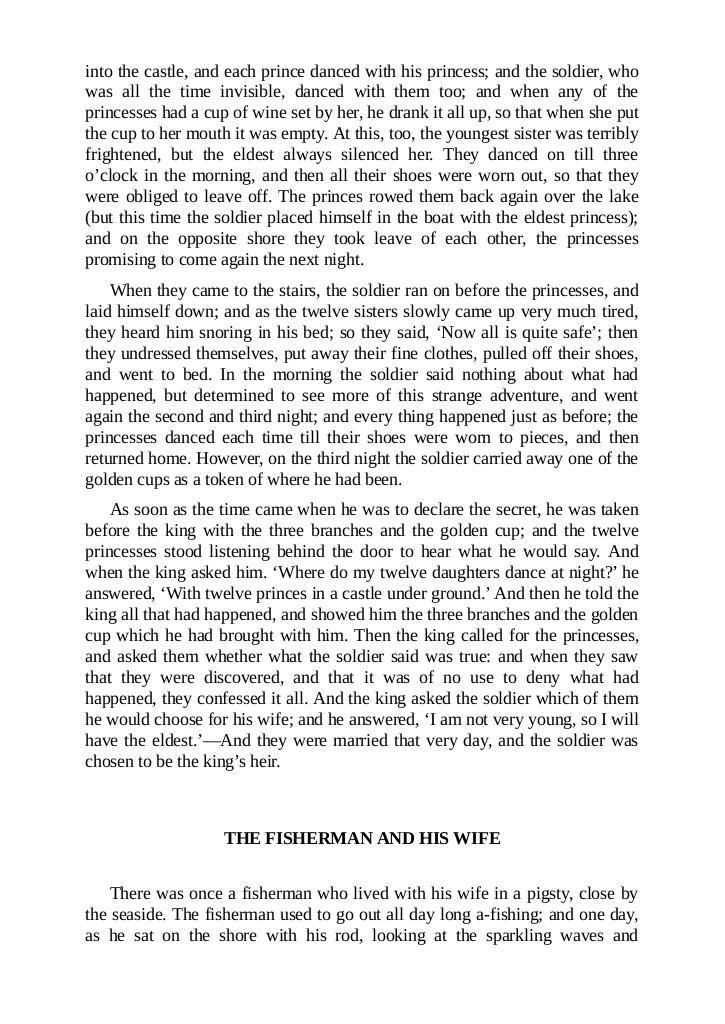 into the castle, and each prince danced with his princess; and the soldier, who
was all the time invisible, danced with them too; and when any of the
princesses had a cup of wine set by her, he drank it all up, so that when she put
the cup to her mouth it was empty. At this, too, the youngest sister was terribly
frightened, but the eldest always silenced her. They danced on till three
o’clock in the morning, and then all their shoes were worn out, so that they
were obliged to leave off. The princes rowed them back again over the lake
(but this time the soldier placed himself in the boat with the eldest princess);
and on the opposite shore they took leave of each other, the princesses
promising to come again the next night.
When they came to the stairs, the soldier ran on before the princesses, and
laid himself down; and as the twelve sisters slowly came up very much tired,
they heard him snoring in his bed; so they said, ‘Now all is quite safe’; then
they undressed themselves, put away their fine clothes, pulled off their shoes,
and went to bed. In the morning the soldier said nothing about what had
happened, but determined to see more of this strange adventure, and went
again the second and third night; and every thing happened just as before; the
princesses danced each time till their shoes were worn to pieces, and then
returned home. However, on the third night the soldier carried away one of the
golden cups as a token of where he had been.
As soon as the time came when he was to declare the secret, he was taken
before the king with the three branches and the golden cup; and the twelve
princesses stood listening behind the door to hear what he would say. And
when the king asked him. ‘Where do my twelve daughters dance at night?’ he
answered, ‘With twelve princes in a castle under ground.’ And then he told the
king all that had happened, and showed him the three branches and the golden
cup which he had brought with him. Then the king called for the princesses,
and asked them whether what the soldier said was true: and when they saw
that they were discovered, and that it was of no use to deny what had
happened, they confessed it all. And the king asked the soldier which of them
he would choose for his wife; and he answered, ‘I am not very young, so I will
have the eldest.’—And they were married that very day, and the soldier was
chosen to be the king’s heir.
THE FISHERMAN AND HIS WIFE
There was once a fisherman who lived with his wife in a pigsty, close by
the seaside. The fisherman used to go out all day long a-fishing; and one day,
as he sat on the shore with his rod, looking at the sparkling waves and